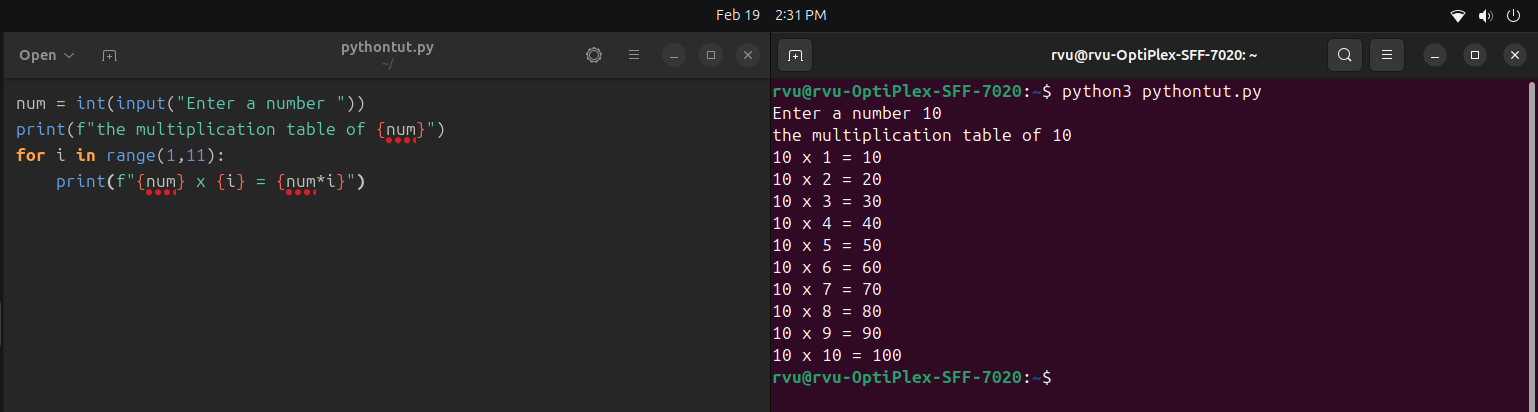 Feb 19 2:31 PM
Open
pythontut.py
~/
num = int(input("Enter a number "))
print(f"the multiplication table of {num}")
for i in range(1,11):
    print(f"{num} x {i} = {num*i}")
rvu@rvu-OptiPlex-SFF-7020: ~
rvu@rvu-OptiPlex-SFF-7020:~$ python3 pythontut.py
Enter a number 10
the multiplication table of 10
10 x 1 = 10
10 x 2 = 20
10 x 3 = 30
10 x 4 = 40
10 x 5 = 50
10 x 6 = 60
10 x 7 = 70
10 x 8 = 80
10 x 9 = 90
10 x 10 = 100
rvu@rvu-OptiPlex-SFF-7020:~$